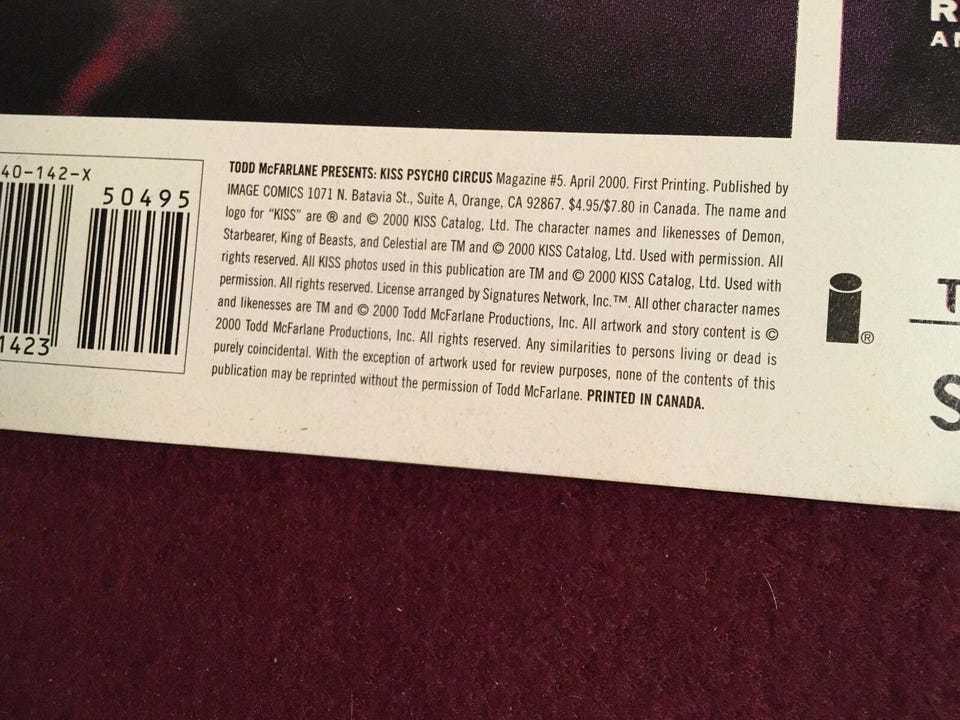 R
AN
40-142-X
50495
1423
TODD McFARLANE PRESENTS: KISS PSYCHO CIRCUS Magazine #5. April 2000. First Printing. Published by
IMAGE COMICS 1071 N. Batavia St., Suite A, Orange, CA 92867. $4.95/$7.80 in Canada. The name and
logo for "KISS" are ® and © 2000 KISS Catalog, Ltd. The character names and likenesses of Demon,
Starbearer, King of Beasts, and Celestial are TM and © 2000 KISS Catalog, Ltd. Used with permission. All
rights reserved. All KISS photos used in this publication are TM and © 2000 KISS Catalog, Ltd. Used with
permission. All rights reserved. License arranged by Signatures Network, Inc.™. All other character names
and likenesses are TM and © 2000 Todd McFarlane Productions, Inc. All artwork and story content is ©
2000 Todd McFarlane Productions, Inc. All rights reserved. Any similarities to persons living or dead is
purely coincidental. With the exception of artwork used for review purposes, none of the contents of this
publication may be reprinted without the permission of Todd McFarlane. PRINTED IN CANADA.
i®
T
S